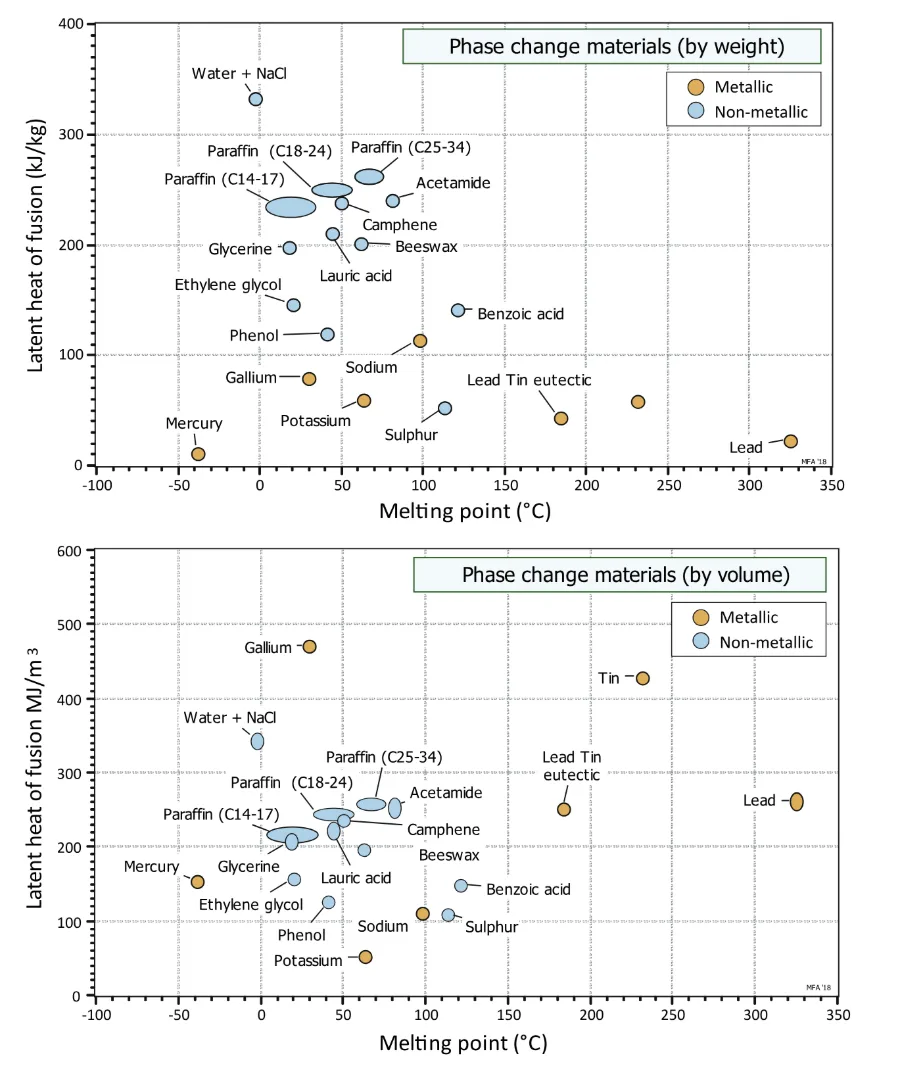 Phase change materials (by weight)
Metallic
Non-metallic
Latent heat of fusion (kJ/kg)
400
300
200
100
0
Water + NaCl
Paraffin (C18-24)
Paraffin (C25-34)
Paraffin (C14-17)
Acetamide
Camphene
Glycerine
Beeswax
Lauric acid
Ethylene glycol
Benzoic acid
Phenol
Sodium
Gallium
Lead Tin eutectic
Potassium
Mercury
Sulphur
Lead
MFA '18
-100 -50 0 50 100 150 200 250 300 350
Melting point (°C)
Phase change materials (by volume)
Metallic
Non-metallic
Latent heat of fusion MJ/m 3
600
500
400
300
200
100
0
Gallium
Tin
Water + NaCl
Paraffin (C25-34)
Lead Tin
eutectic
Paraffin (C18-24)
Acetamide
Lead
Paraffin (C14-17)
Camphene
Beeswax
Mercury
Glycerine
Lauric acid
Benzoic acid
Ethylene glycol
Sodium
Sulphur
Phenol
Potassium
MFA '18
-100 -50 0 50 100 150 200 250 300 350
Melting point (°C)